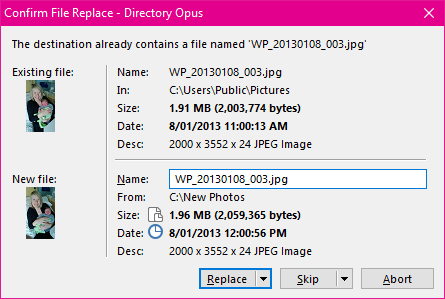 Confirm File Replace - Directory Opus
The destination already contains a file named 'WP_20130108_003.jpg'
Existing file:
Name: WP_20130108_003.jpg
In: C:\Users\Public\Pictures
Size: 1.91 MB (2,003,774 bytes)
Date: 8/01/2013 11:00:13 AM
Desc: 2000 x 3552 x 24 JPEG Image
New file:
Name: WP_20130108_003.jpg
From: C:\New Photos
Size: 1.96 MB (2,059,365 bytes)
Date: 8/01/2013 12:00:56 PM
Desc: 2000 x 3552 x 24 JPEG Image
Replace Skip Abort